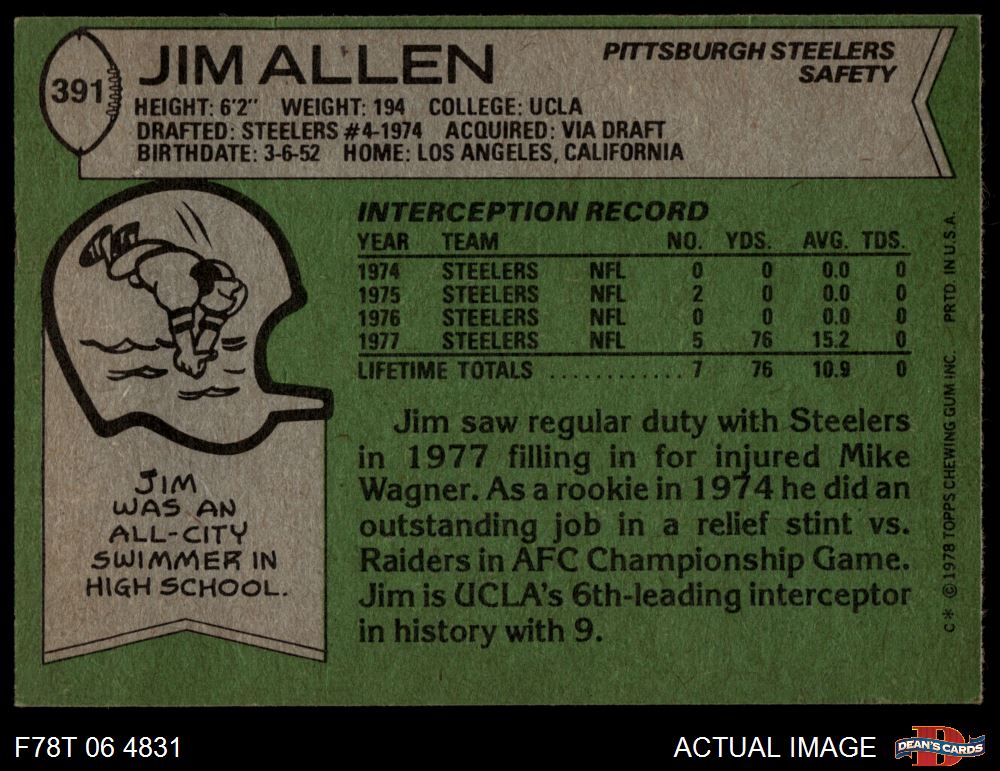 391
JIM ALLEN
PITTSBURGH STEELERS
SAFETY
HEIGHT: 6'2" WEIGHT: 194 COLLEGE: UCLA
DRAFTED: STEELERS #4-1974 ACQUIRED: VIA DRAFT
BIRTHDATE: 3-6-52 HOME: LOS ANGELES, CALIFORNIA
INTERCEPTION RECORD
YEAR TEAM NO. YDS. AVG. TDS.
1974 STEELERS NFL 0 0 0.0 0
1975 STEELERS NFL 2 0 0.0 0
1976 STEELERS NFL 0 0 0.0 0
1977 STEELERS NFL 5 76 15.2 0
LIFETIME TOTALS ............ 7 76 10.9 0
Jim saw regular duty with Steelers
in 1977 filling in for injured Mike
Wagner. As a rookie in 1974 he did an
outstanding job in a relief stint vs.
Raiders in AFC Championship Game.
Jim is UCLA's 6th-leading interceptor
in history with 9.
JIM
WAS AN
ALL-CITY
SWIMMER IN
HIGH SCHOOL.
C* © 1978 TOPPS CHEWING GUM INC. PRTD. IN U.S.A.
F78T 06 4831
ACTUAL IMAGE
D
DEAN'S CARDS